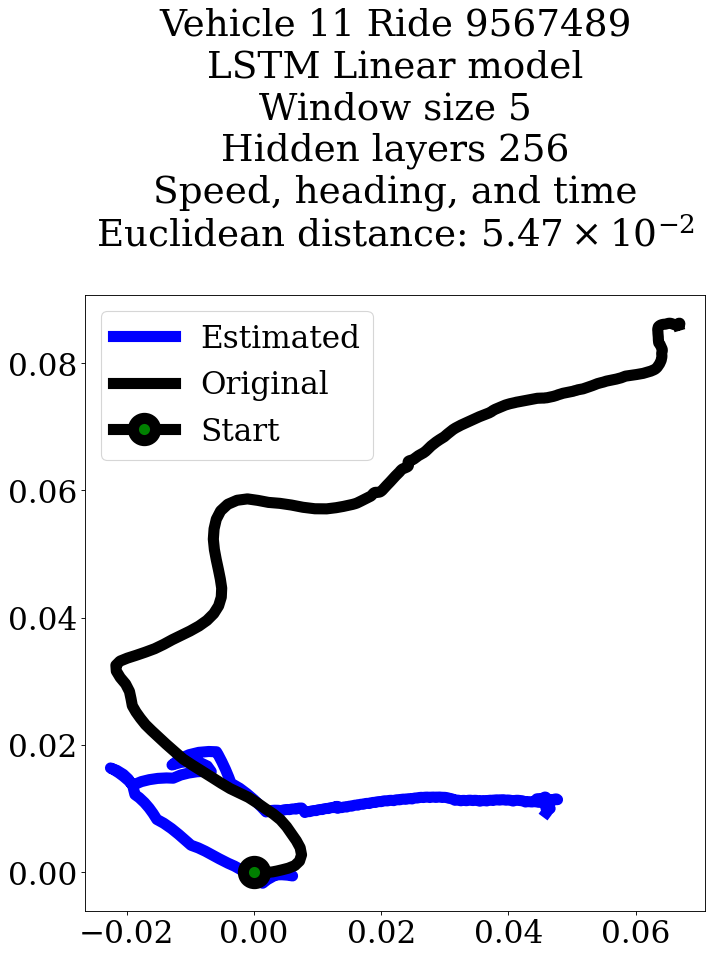 Vehicle 11 Ride 9567489
LSTM Linear model
Window size 5
Hidden layers 256
Speed, heading, and time
Euclidean distance: 5.47 × 10⁻²
Estimated
Original
Start
0.08
0.06
0.04
0.02
0.00
−0.02 0.00 0.02 0.04 0.06